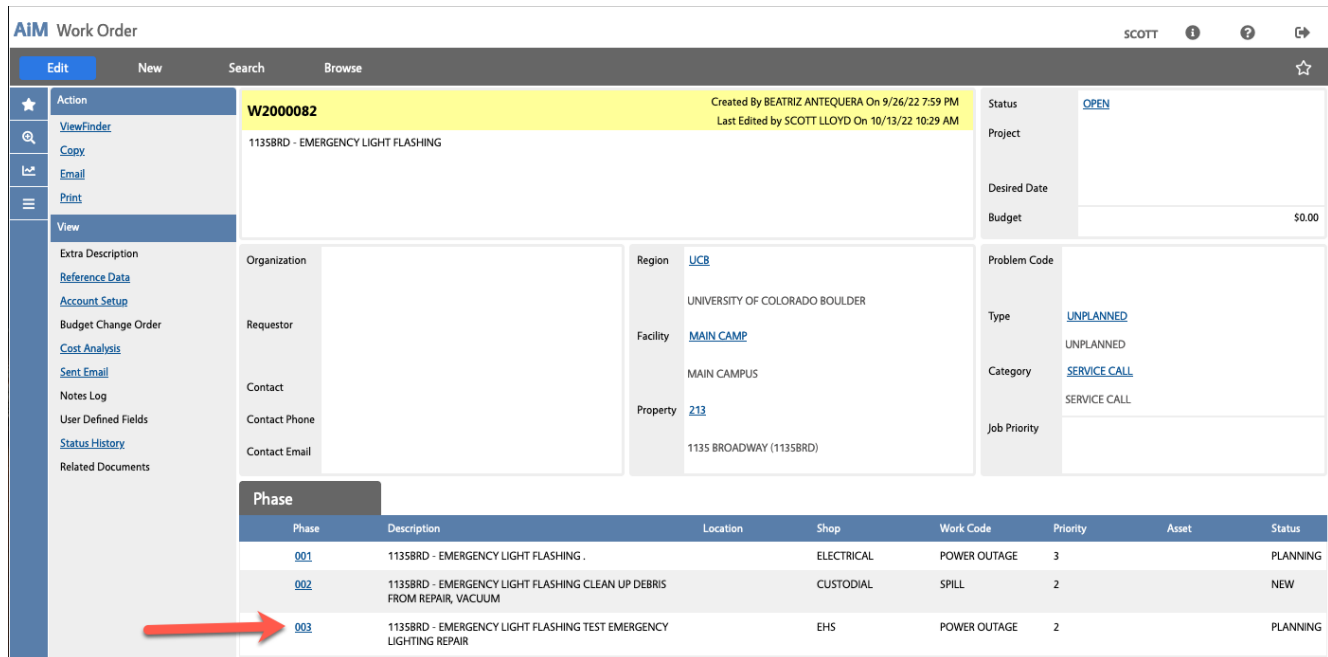 AiM Work Order
SCOTT
Edit New Search Browse
Action
ViewFinder
Copy
Email
Print
View
Extra Description
Reference Data
Account Setup
Budget Change Order
Cost Analysis
Sent Email
Notes Log
User Defined Fields
Status History
Related Documents
W2000082
Created By BEATRIZ ANTEQUERA On 9/26/22 7:59 PM
Last Edited by SCOTT LLOYD On 10/13/22 10:29 AM
1135BRD - EMERGENCY LIGHT FLASHING
Status OPEN
Project
Desired Date
Budget $0.00
Organization
Requestor
Contact
Contact Phone
Contact Email
Region UCB
UNIVERSITY OF COLORADO BOULDER
Facility MAIN CAMP
MAIN CAMPUS
Property 213
1135 BROADWAY (1135BRD)
Problem Code
Type UNPLANNED
UNPLANNED
Category SERVICE CALL
SERVICE CALL
Job Priority
Phase
Phase Description Location Shop Work Code Priority Asset Status
001 1135BRD - EMERGENCY LIGHT FLASHING . ELECTRICAL POWER OUTAGE 3 PLANNING
002 1135BRD - EMERGENCY LIGHT FLASHING CLEAN UP DEBRIS CUSTODIAL SPILL 2 NEW
FROM REPAIR, VACUUM
003 1135BRD - EMERGENCY LIGHT FLASHING TEST EMERGENCY EHS POWER OUTAGE 2 PLANNING
LIGHTING REPAIR